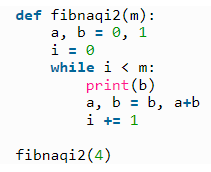 def fibnaqi2(m):
    a, b = 0, 1
    i = 0
    while i < m:
        print(b)
        a, b = b, a+b
        i += 1

fibnaqi2(4)